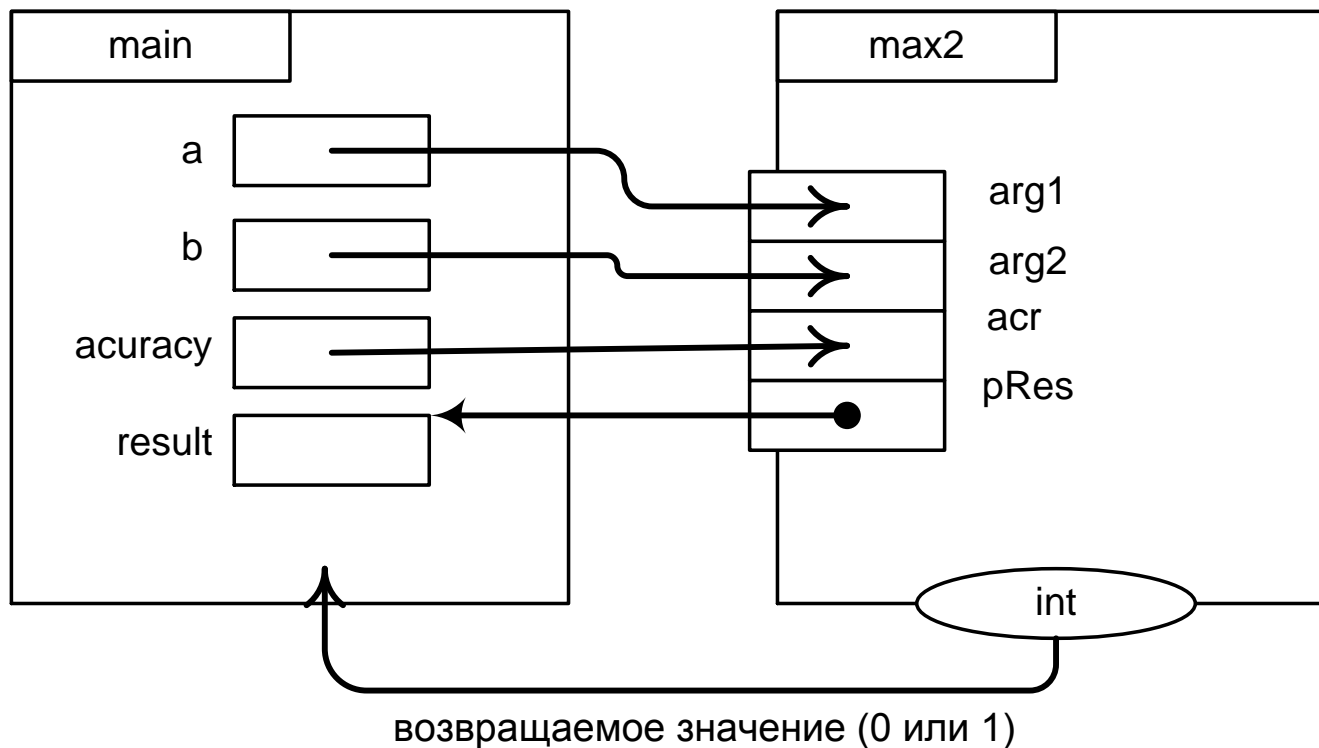 main
max2
a
b
acuracy
result
arg1
arg2
acr
pRes
int
возвращаемое значение (0 или 1)